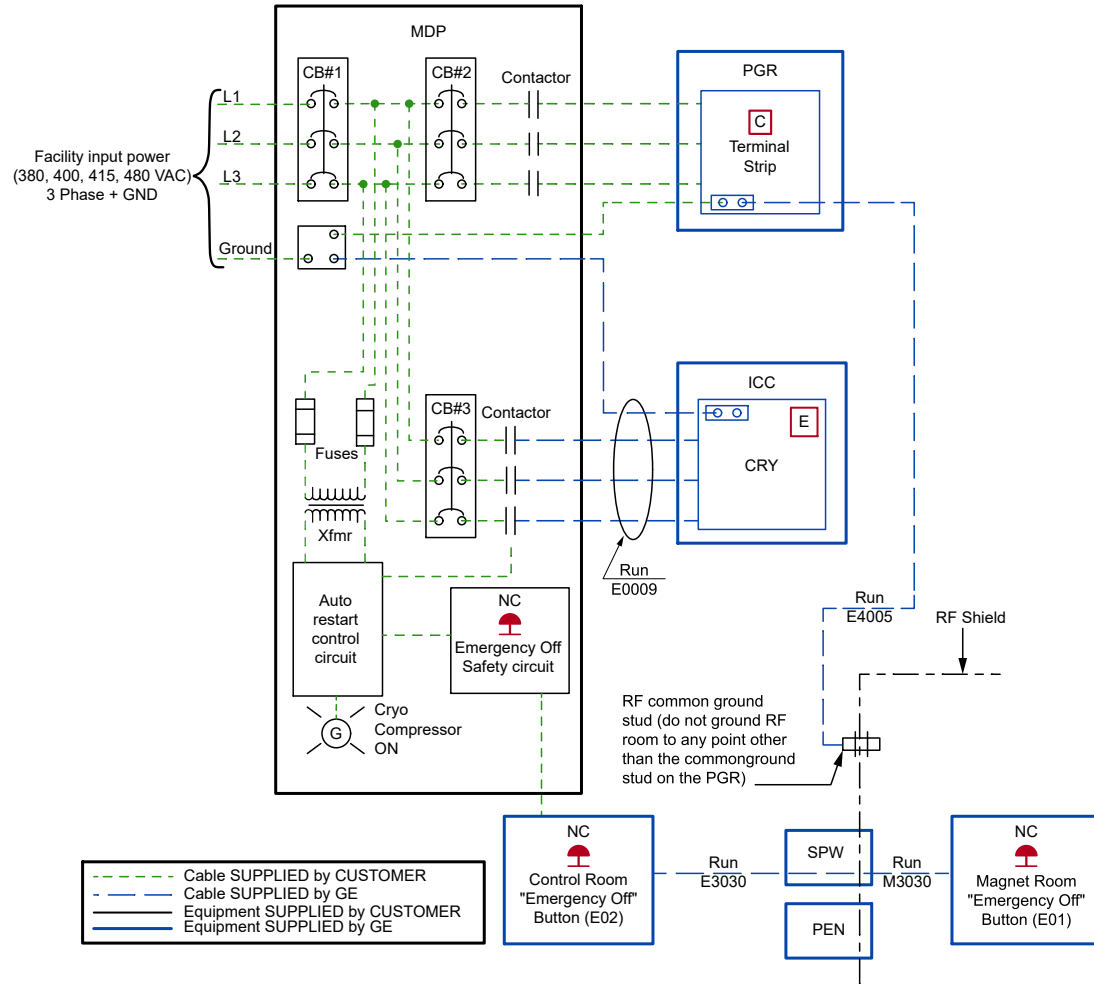 MDP
CB#1
CB#2
Contactor
PGR
C
Terminal
Strip
L1
L2
L3
Facility input power
(380, 400, 415, 480 VAC)
3 Phase + GND
Ground
ICC
E
CRY
CB#3
Contactor
Fuses
Xfmr
Run
E0009
Auto
restart
control
circuit
NC
Emergency Off
Safety circuit
G
Cryo
Compressor
ON
Run
E4005
RF Shield
RF common ground
stud (do not ground RF
room to any point other
than the commonground
stud on the PGR)
NC
Control Room
"Emergency Off"
Button (E02)
Run
E3030
SPW
Run
M3030
PEN
NC
Magnet Room
"Emergency Off"
Button (E01)
Cable SUPPLIED by CUSTOMER
Cable SUPPLIED by GE
Equipment SUPPLIED by CUSTOMER
Equipment SUPPLIED by GE